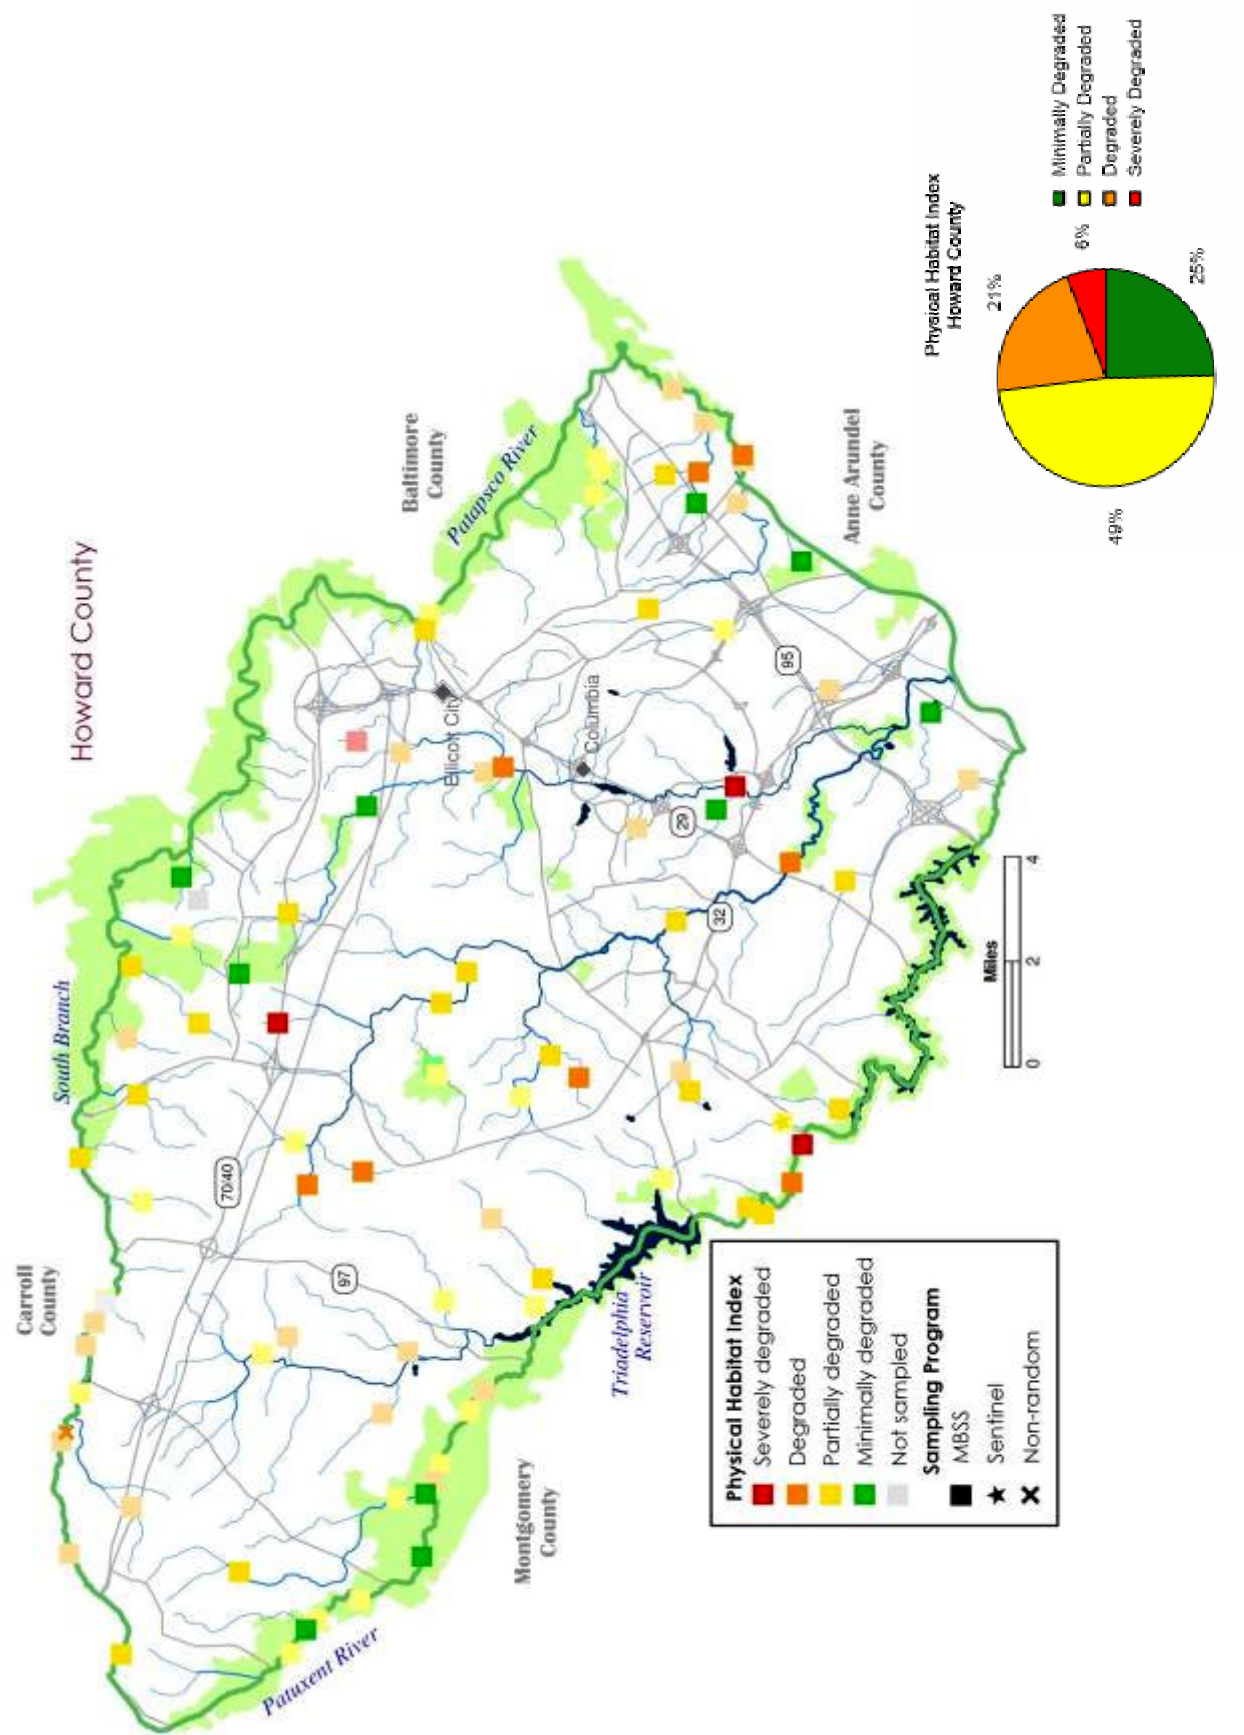 Howard County
Carroll
County
South Branch
70/40
97
Baltimore
County
Patapsco River
Ellicott City
Columbia
29
32
95
Anne Arundel
County
Patuxent River
Montgomery
County
Triadelphia
Reservoir
Miles
0 2 4
Physical Habitat Index
Severely degraded
Degraded
Partially degraded
Minimally degraded
Not sampled
Sampling Program
MBSS
Sentinel
Non-random
Physical Habitat Index
Howard County
21%
6%
49%
25%
Minimally Degraded
Partially Degraded
Degraded
Severely Degraded